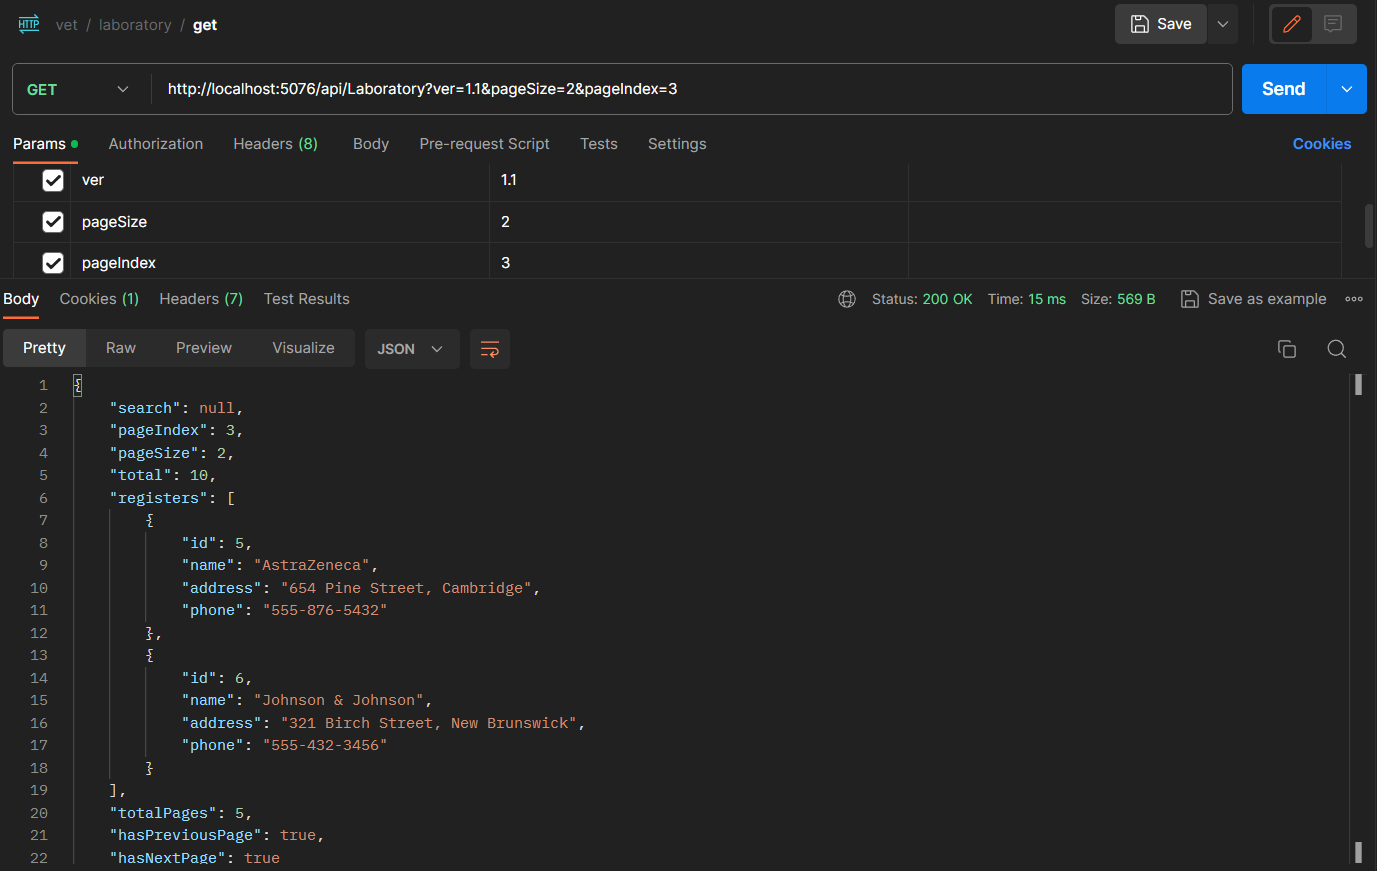 HTTP vet / laboratory / get Save
GET http://localhost:5076/api/Laboratory?ver=1.1&pageSize=2&pageIndex=3 Send
Params Authorization Headers (8) Body Pre-request Script Tests Settings Cookies
ver 1.1
pageSize 2
pageIndex 3
Body Cookies (1) Headers (7) Test Results Status: 200 OK Time: 15 ms Size: 569 B Save as example
Pretty Raw Preview Visualize JSON
1 {
2 "search": null,
3 "pageIndex": 3,
4 "pageSize": 2,
5 "total": 10,
6 "registers": [
7 {
8 "id": 5,
9 "name": "AstraZeneca",
10 "address": "654 Pine Street, Cambridge",
11 "phone": "555-876-5432"
12 },
13 {
14 "id": 6,
15 "name": "Johnson & Johnson",
16 "address": "321 Birch Street, New Brunswick",
17 "phone": "555-432-3456"
18 }
19 ],
20 "totalPages": 5,
21 "hasPreviousPage": true,
22 "hasNextPage": true